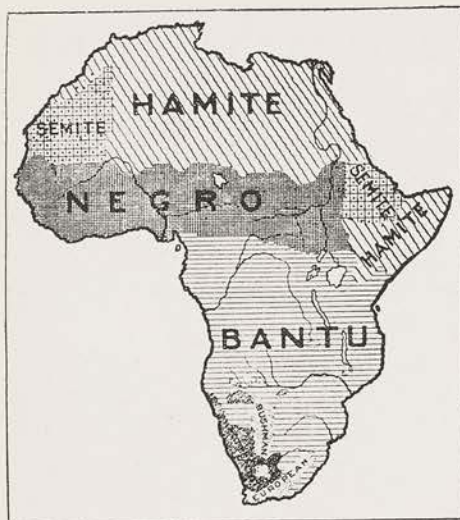 HAMITE
SEMITE
NEGRO
SEMITE
HAMITE
BANTU
BUSHMAN
EUROPEAN